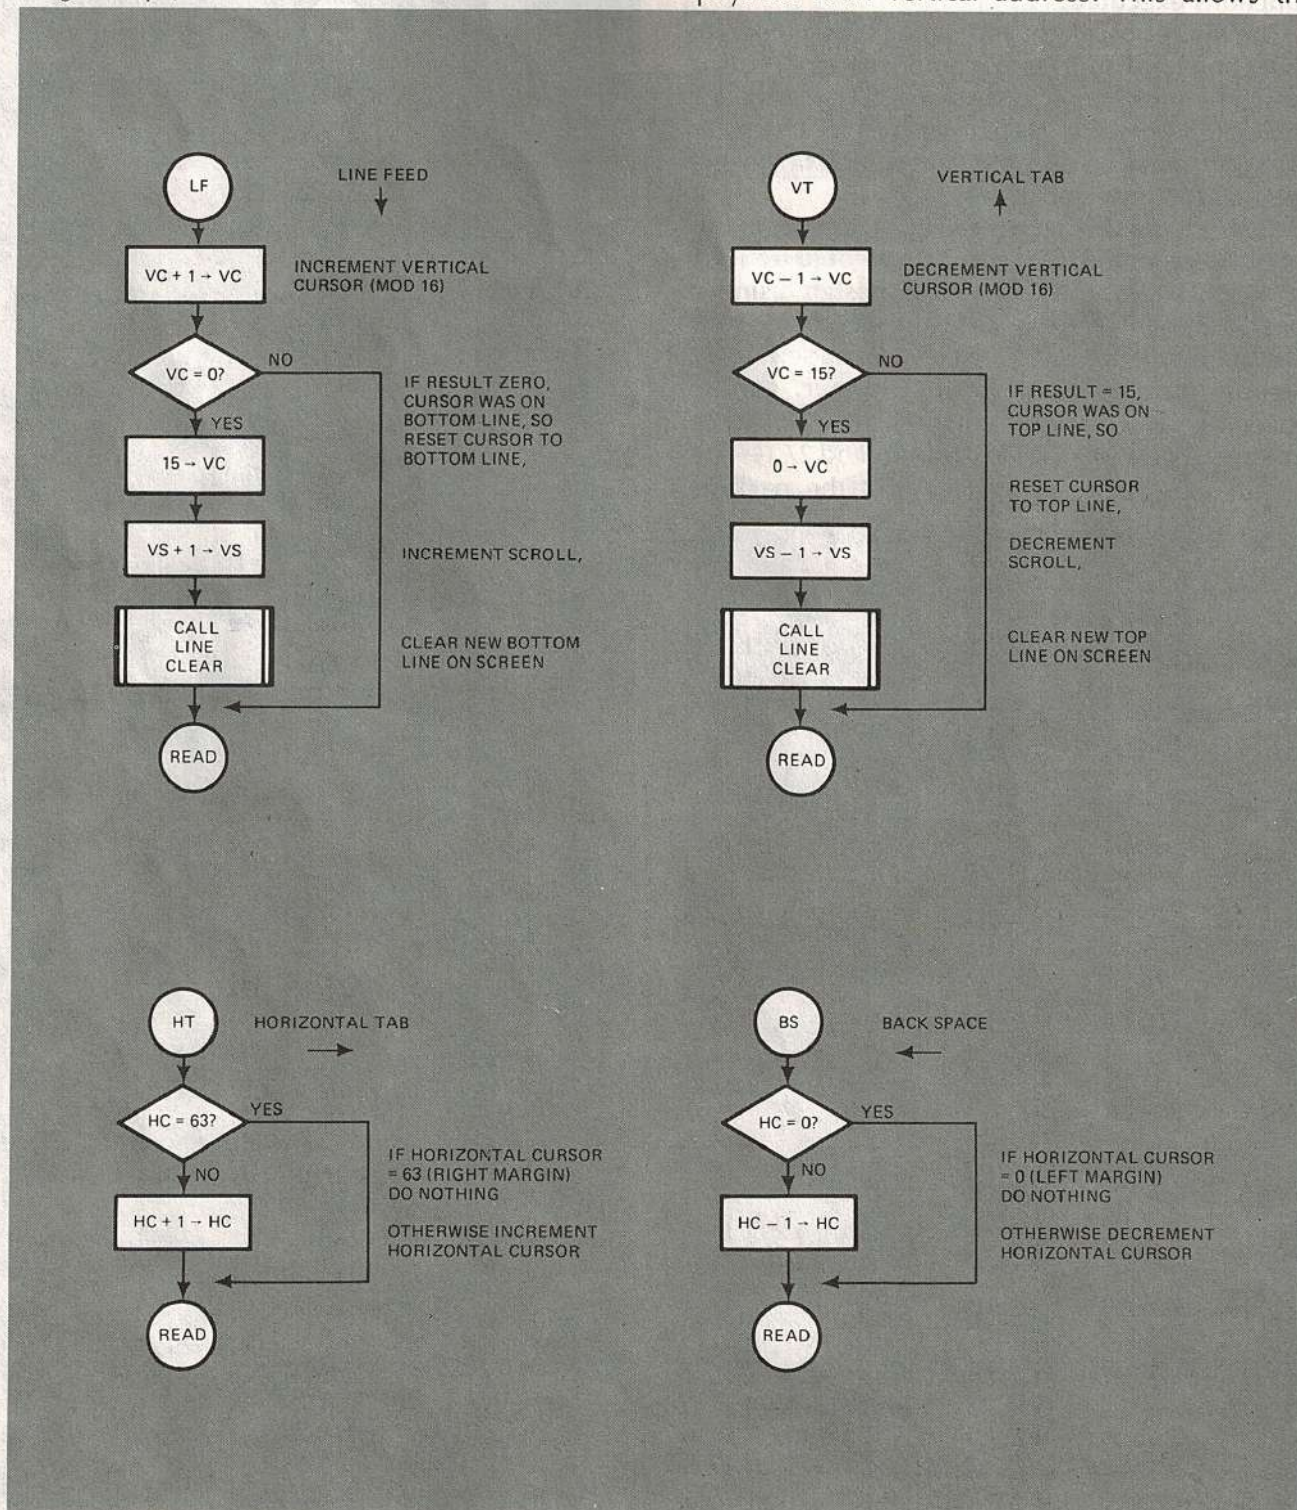 vertical address. This allows
LF
LINE FEED
VC + 1 → VC
INCREMENT VERTICAL
CURSOR (MOD 16)
VC = 0?
NO
YES
IF RESULT ZERO,
CURSOR WAS ON
BOTTOM LINE, SO
RESET CURSOR TO
BOTTOM LINE,
15 → VC
VS + 1 → VS
INCREMENT SCROLL,
CALL
LINE
CLEAR
CLEAR NEW BOTTOM
LINE ON SCREEN
READ
VT
VERTICAL TAB
VC − 1 → VC
DECREMENT VERTICAL
CURSOR (MOD 16)
VC = 15?
NO
YES
IF RESULT = 15,
CURSOR WAS ON
TOP LINE, SO
0 → VC
RESET CURSOR
TO TOP LINE,
VS − 1 → VS
DECREMENT
SCROLL,
CALL
LINE
CLEAR
CLEAR NEW TOP
LINE ON SCREEN
READ
HT
HORIZONTAL TAB
HC = 63?
YES
NO
IF HORIZONTAL CURSOR
= 63 (RIGHT MARGIN)
DO NOTHING
HC + 1 → HC
OTHERWISE INCREMENT
HORIZONTAL CURSOR
READ
BS
BACK SPACE
HC = 0?
YES
NO
IF HORIZONTAL CURSOR
= 0 (LEFT MARGIN)
DO NOTHING
HC − 1 → HC
OTHERWISE DECREMENT
HORIZONTAL CURSOR
READ